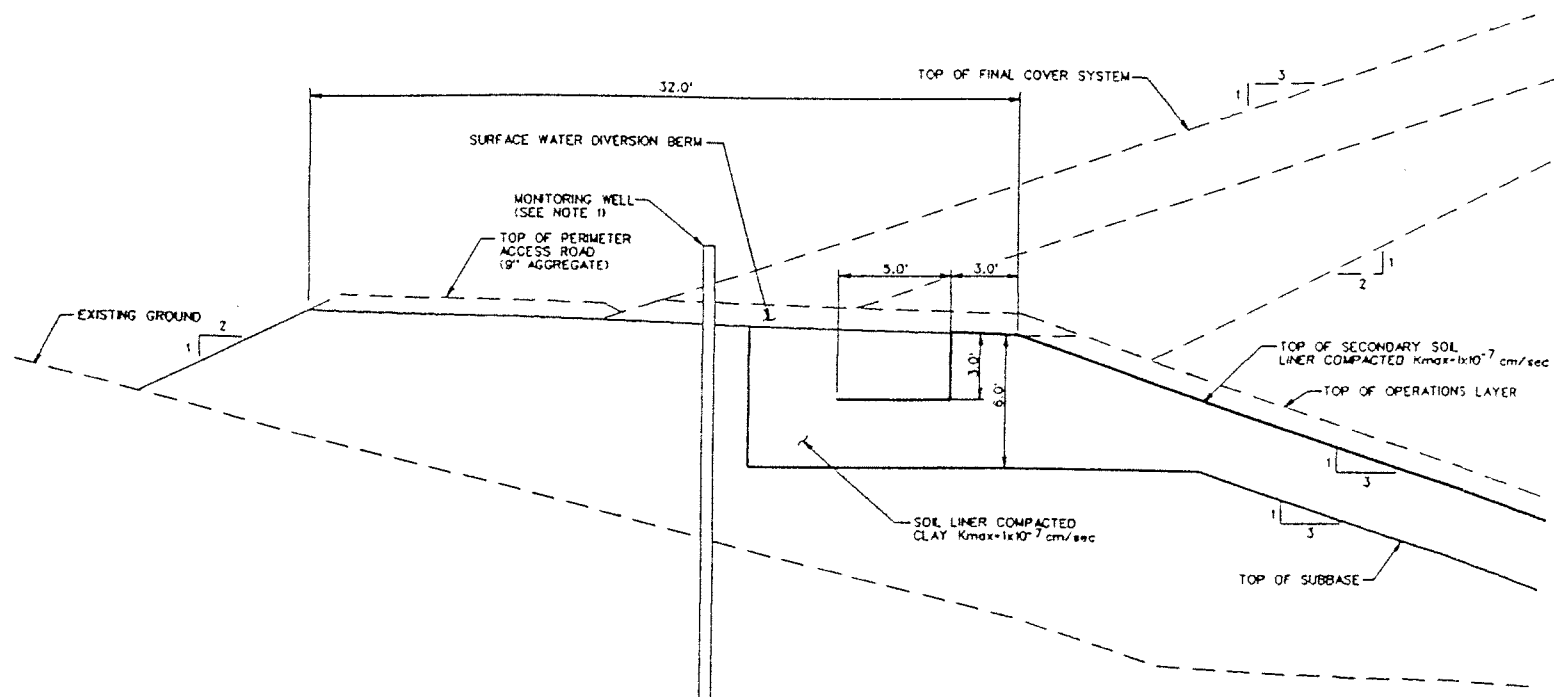 TOP OF FINAL COVER SYSTEM
3
1
32.0'
SURFACE WATER DIVERSION BERM
MONITORING WELL
(SEE NOTE 1)
TOP OF PERIMETER
ACCESS ROAD
(9" AGGREGATE)
5.0'
3.0'
1
2
EXISTING GROUND
2
1
TOP OF SECONDARY SOIL
LINER COMPACTED Kmax=1x10-7 cm/sec
3.0'
6.0'
TOP OF OPERATIONS LAYER
1
3
SOIL LINER COMPACTED
CLAY Kmax=1x10-7 cm/sec
1
3
TOP OF SUBBASE